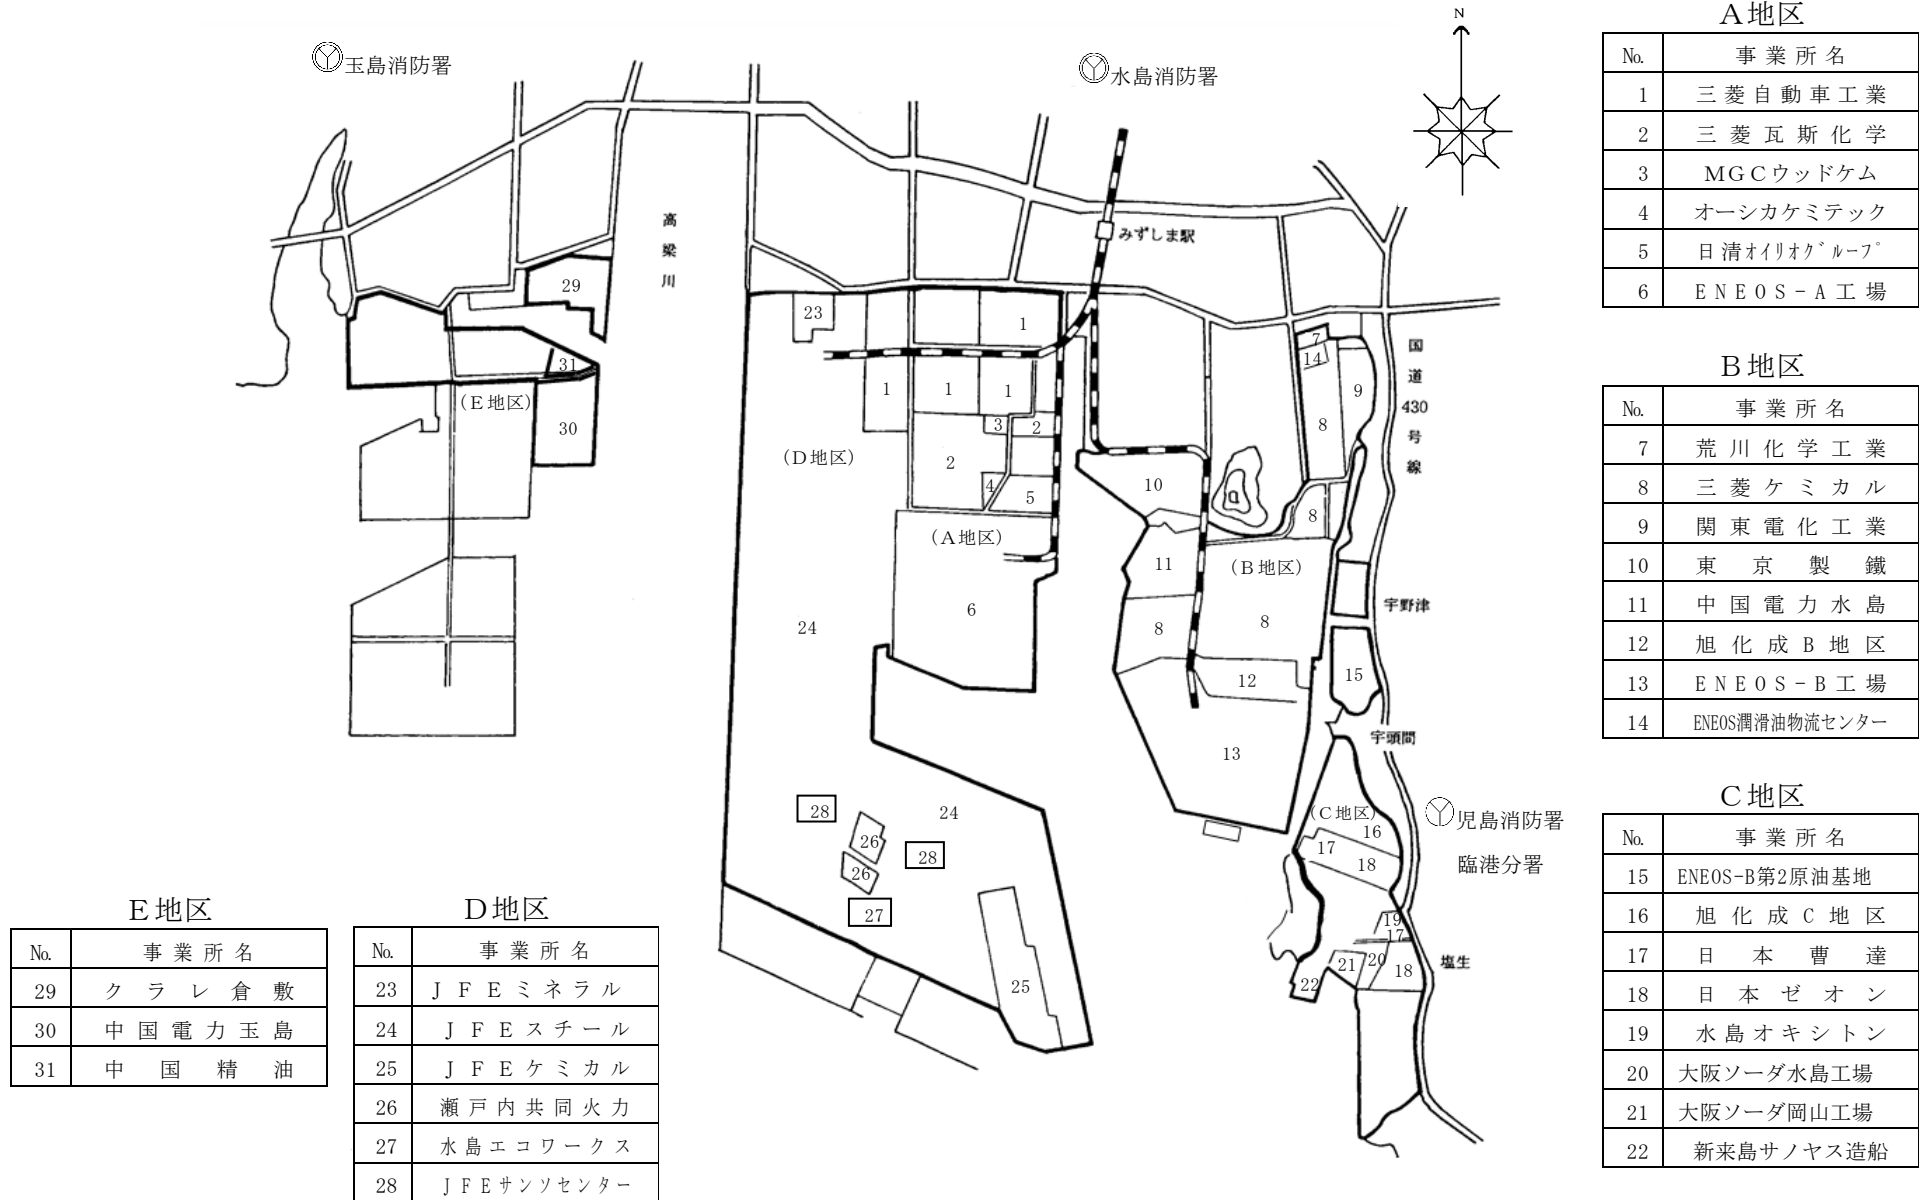 玉島消防署
水島消防署
N
高梁川
みずしま駅
国道430号線
29
31
30
(E地区)
23
1
1
1
1
3
2
2
4
5
(D地区)
(A地区)
6
24
24
28
26
26
28
27
25
7
14
9
8
10
8
11
(B地区)
8
8
12
13
宇野津
15
宇頭間
(C地区)
16
17
18
児島消防署
臨港分署
19
17
20
21
18
22
塩生
A地区
No. 事業所名
1 三菱自動車工業
2 三菱瓦斯化学
3 MGCウッドケム
4 オーシカケミテック
5 日清オイリオグループ
6 ENEOS-A工場
B地区
No. 事業所名
7 荒川化学工業
8 三菱ケミカル
9 関東電化工業
10 東京製鐵
11 中国電力水島
12 旭化成B地区
13 ENEOS-B工場
14 ENEOS潤滑油物流センター
C地区
No. 事業所名
15 ENEOS-B第2原油基地
16 旭化成C地区
17 日本曹達
18 日本ゼオン
19 水島オキシトン
20 大阪ソーダ水島工場
21 大阪ソーダ岡山工場
22 新来島サノヤス造船
E地区
No. 事業所名
29 クラレ倉敷
30 中国電力玉島
31 中国精油
D地区
No. 事業所名
23 JFEミネラル
24 JFEスチール
25 JFEケミカル
26 瀬戸内共同火力
27 水島エコワークス
28 JFEサンソセンター